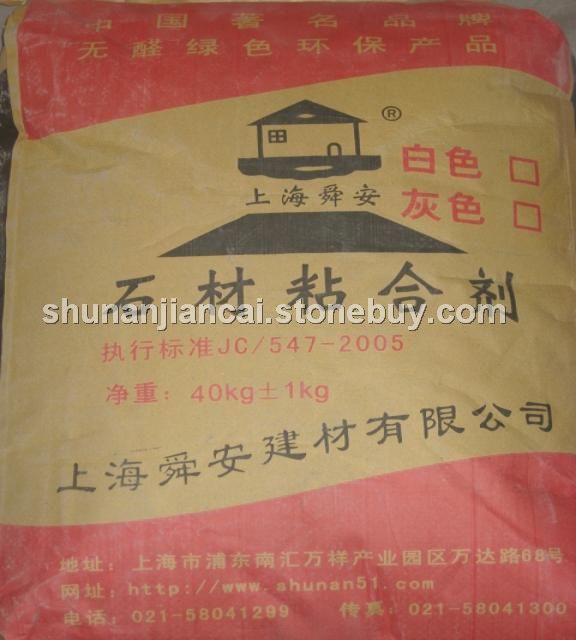 中国著名品牌
无醛绿色环保产品
®
上海舜安
白色 □
灰色 □
石材粘合剂
shunanjiancai.stonebuy.com
执行标准JC/547-2005
净重：40kg±1kg
上海舜安建材有限公司
地址：上海市浦东南汇万祥产业园区万达路68号
网址：http://www.shunan51.com
电话：021-58041299 传真：021-58041300